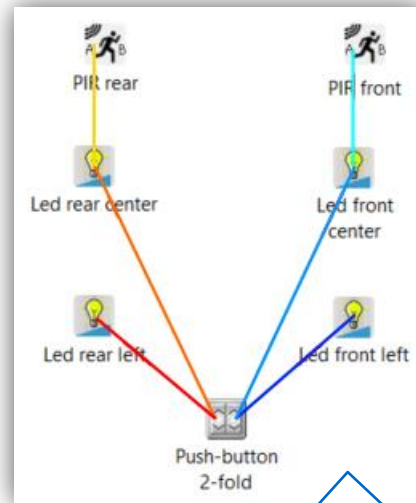 A B
A B
PIR rear
PIR front
Led rear center
Led front
center
Led rear left
Led front left
Push-button
2-fold